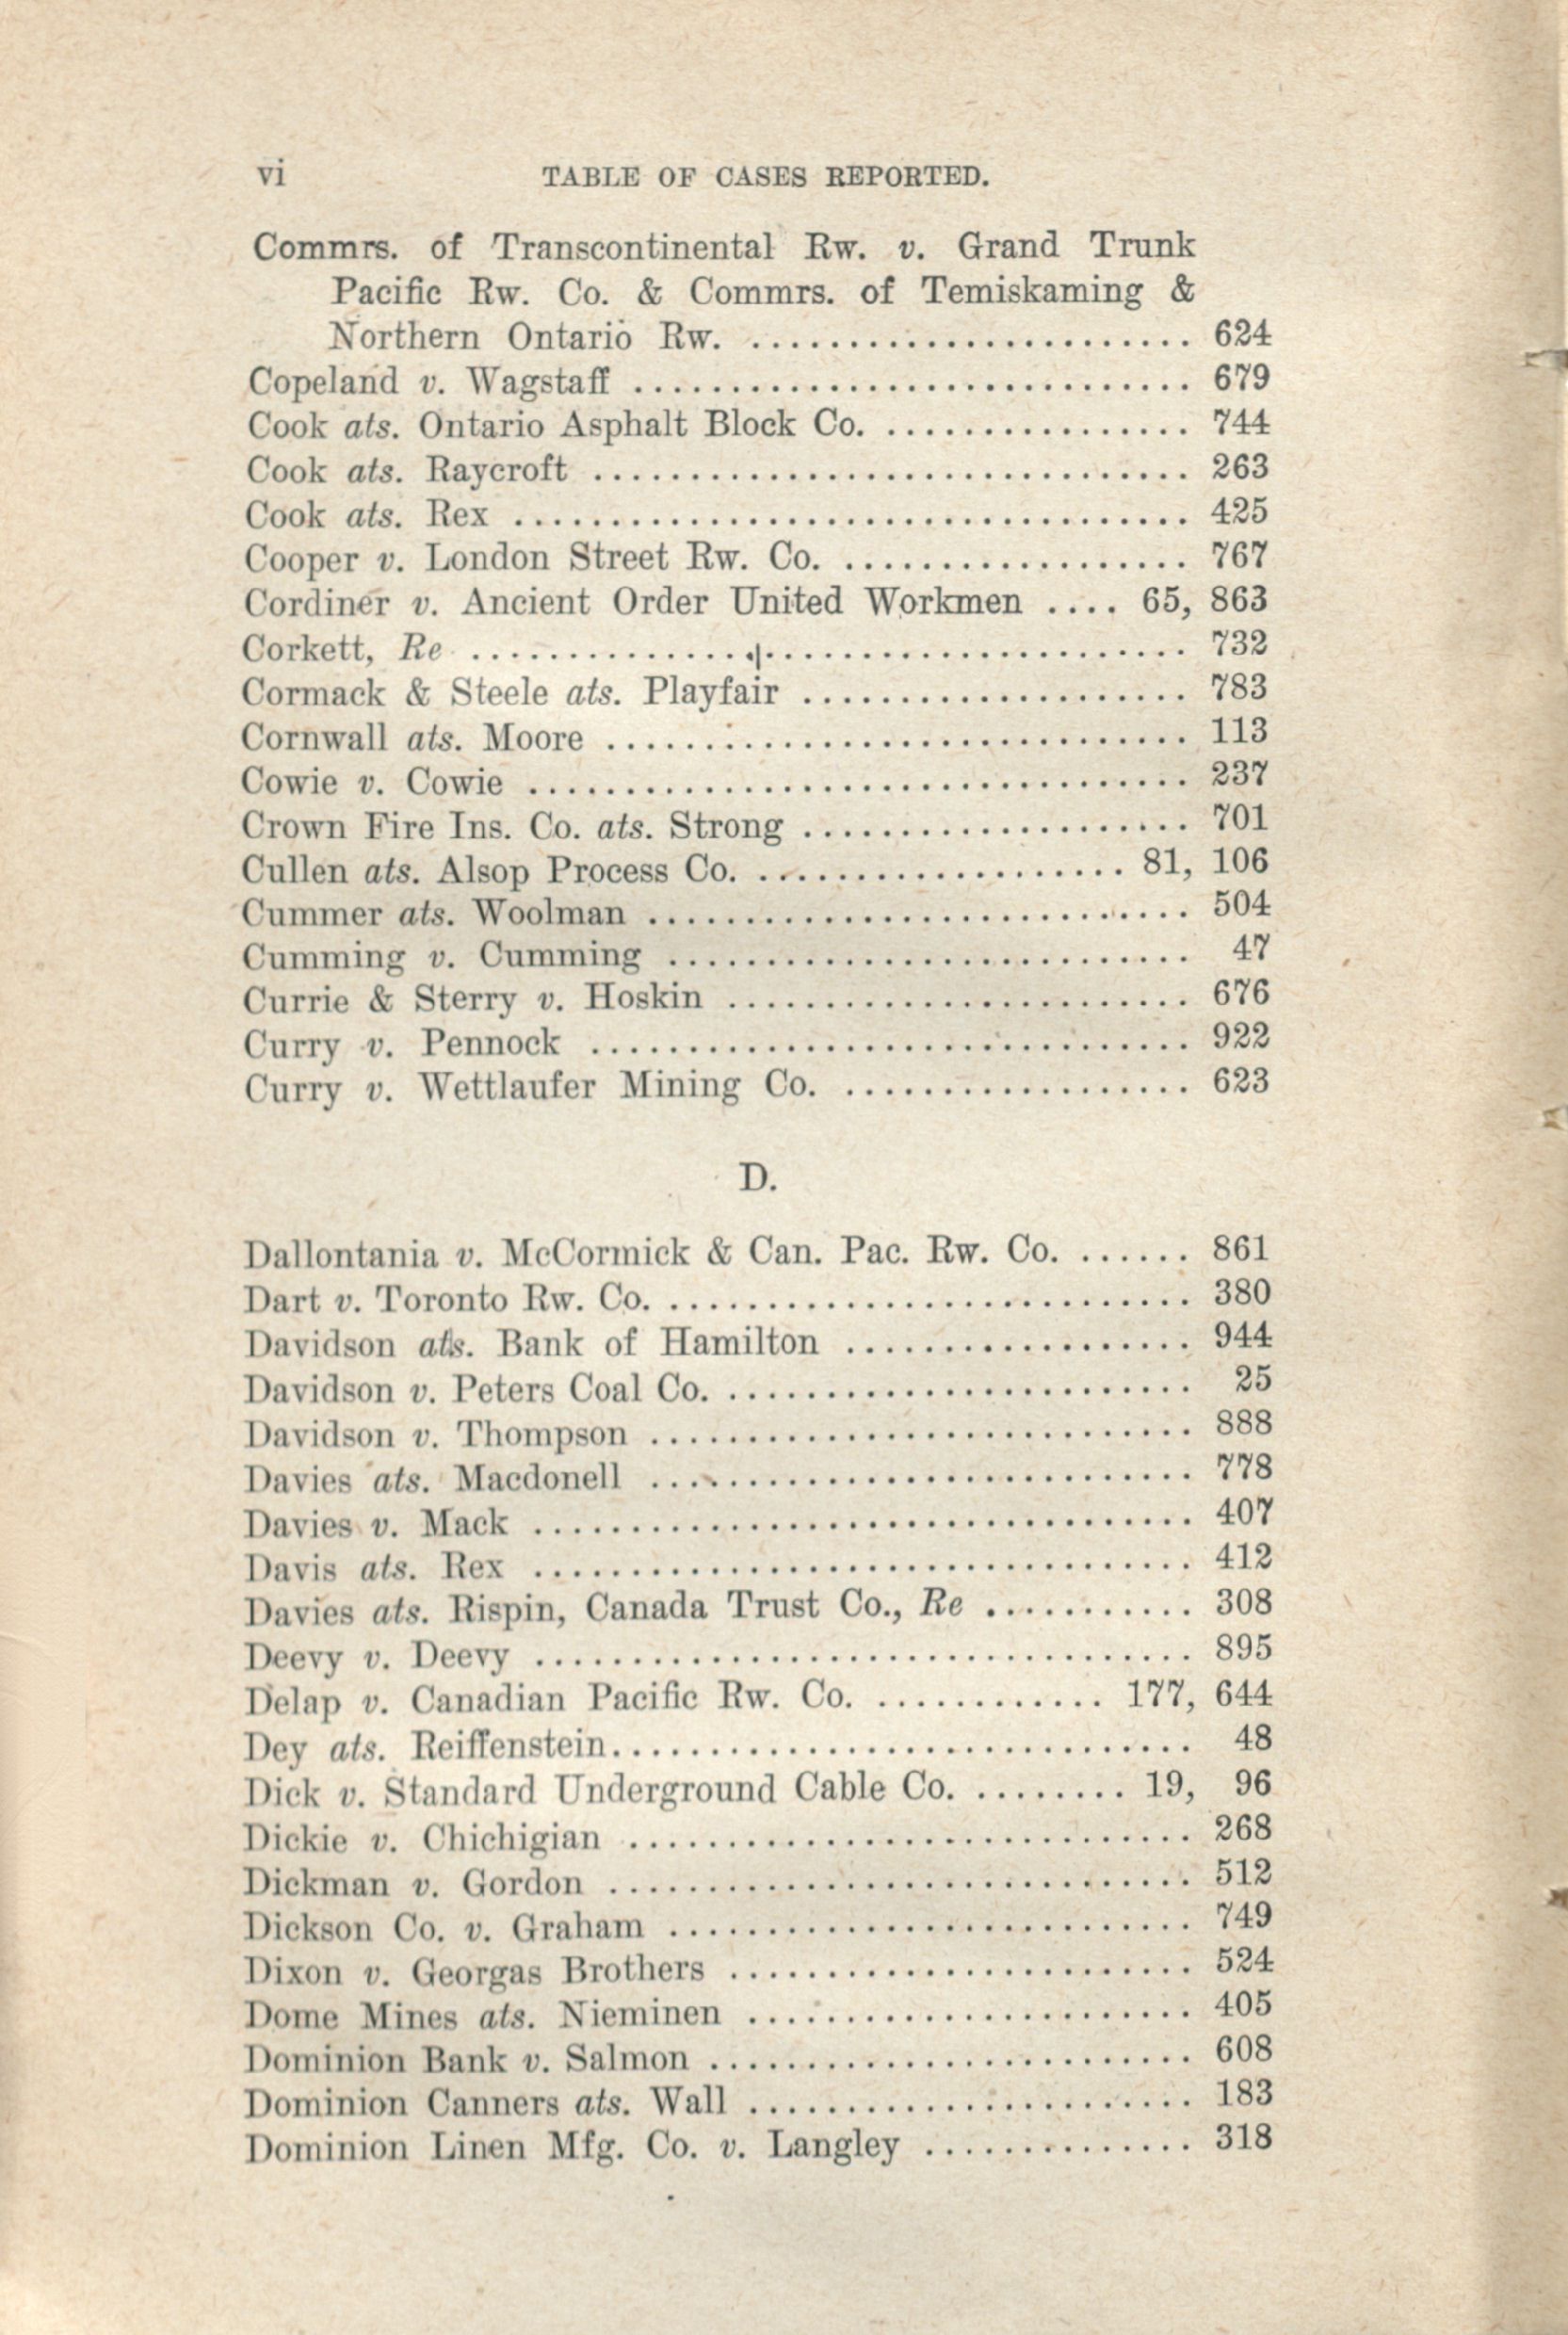 vi TABLE OF CASES REPORTED.
Commrs. of Transcontinental Rw. v. Grand Trunk
Pacific Rw. Co. & Commrs. of Temiskaming &
Northern Ontario Rw. ....................... 624
Copeland v. Wagstaff ............................. 679
Cook ats. Ontario Asphalt Block Co. ................ 744
Cook ats. Raycroft ............................... 263
Cook ats. Rex ................................... 425
Cooper v. London Street Rw. Co. .................. 767
Cordiner v. Ancient Order United Workmen .... 65, 863
Corkett, Re ..................................... 732
Cormack & Steele ats. Playfair .................... 783
Cornwall ats. Moore .............................. 113
Cowie v. Cowie .................................. 237
Crown Fire Ins. Co. ats. Strong .................... 701
Cullen ats. Alsop Process Co. ................... 81, 106
Cummer ats. Woolman ............................ 504
Cumming v. Cumming ........................... 47
Currie & Sterry v. Hoskin ........................ 676
Curry v. Pennock ............................... 922
Curry v. Wettlaufer Mining Co. .................. 623
D.
Dallontania v. McCormick & Can. Pac. Rw. Co. ...... 861
Dart v. Toronto Rw. Co. ........................... 380
Davidson ats. Bank of Hamilton .................. 944
Davidson v. Peters Coal Co. ........................ 25
Davidson v. Thompson ............................ 888
Davies ats. Macdonell ............................ 778
Davies v. Mack .................................. 407
Davis ats. Rex .................................. 412
Davies ats. Rispin, Canada Trust Co., Re ........... 308
Deevy v. Deevy .................................. 895
Delap v. Canadian Pacific Rw. Co. ............ 177, 644
Dey ats. Reiffenstein.............................. 48
Dick v. Standard Underground Cable Co. ........ 19, 96
Dickie v. Chichigian ............................. 268
Dickman v. Gordon .............................. 512
Dickson Co. v. Graham ........................... 749
Dixon v. Georgas Brothers ........................ 524
Dome Mines ats. Nieminen ....................... 405
Dominion Bank v. Salmon ......................... 608
Dominion Canners ats. Wall ....................... 183
Dominion Linen Mfg. Co. v. Langley .............. 318